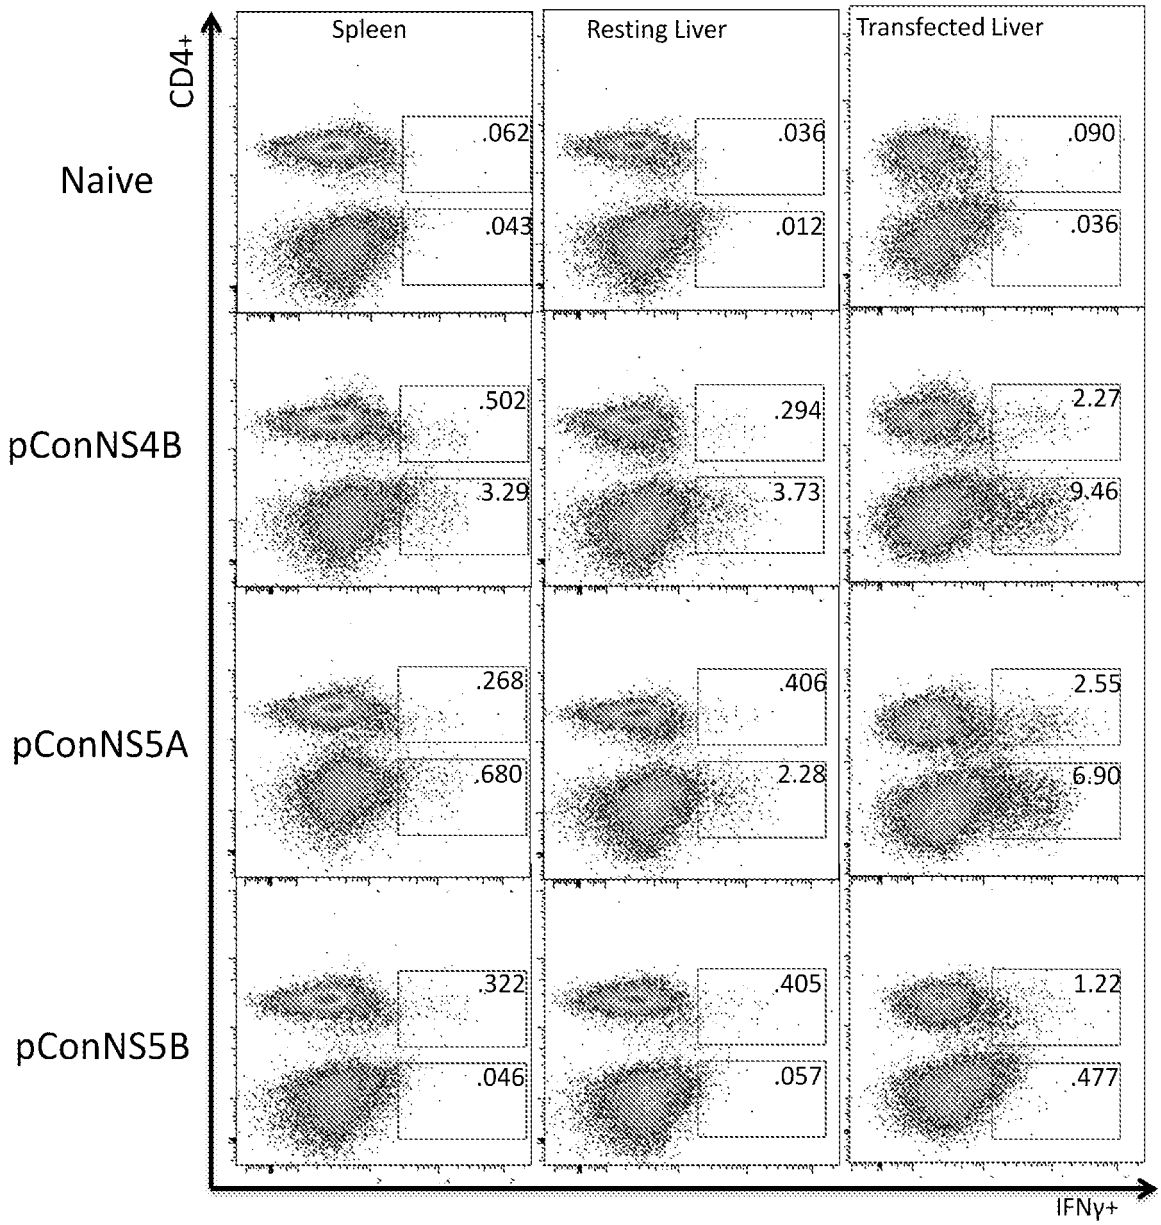 CD4+
Spleen
Resting Liver
Transfected Liver
Naive
.062
.036
.090
.043
.012
.036
pConNS4B
.502
.294
2.27
3.29
3.73
9.46
pConNS5A
.268
.406
2.55
.680
2.28
6.90
pConNS5B
.322
.405
1.22
.046
.057
.477
IFNγ+